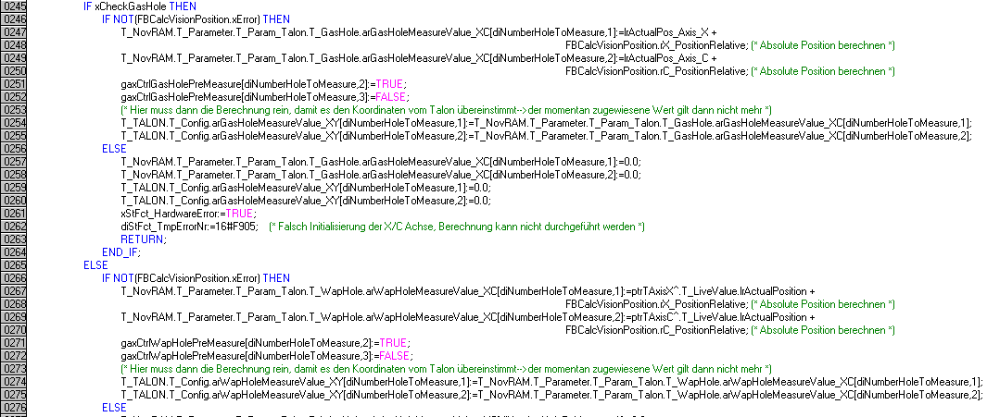 0245 IF xCheckGasHole THEN
0246 IF NOT(FBCalcVisionPosition.xError) THEN
0247 T_NovRAM.T_Parameter.T_Param_Talon.T_GasHole.arGasHoleMeasureValue_XC[diNumberHoleToMeasure,1]:=lrActualPos_Axis_X +
0248 FBCalcVisionPosition.rX_PositionRelative; (* Absolute Position berechnen *)
0249 T_NovRAM.T_Parameter.T_Param_Talon.T_GasHole.arGasHoleMeasureValue_XC[diNumberHoleToMeasure,2]:=lrActualPos_Axis_C +
0250 FBCalcVisionPosition.rC_PositionRelative; (* Absolute Position berechnen *)
0251 gaxCtrlGasHolePreMeasure[diNumberHoleToMeasure,2]:=TRUE;
0252 gaxCtrlGasHolePreMeasure[diNumberHoleToMeasure,3]:=FALSE;
0253 (* Hier muss dann die Berechnung rein, damit es den Koordinaten vom Talon übereinstimmt-->der momentan zugewiesene Wert gilt dann nicht mehr *)
0254 T_TALON.T_Config.arGasHoleMeasureValue_XY[diNumberHoleToMeasure,1]:=T_NovRAM.T_Parameter.T_Param_Talon.T_GasHole.arGasHoleMeasureValue_XC[diNumberHoleToMeasure,1];
0255 T_TALON.T_Config.arGasHoleMeasureValue_XY[diNumberHoleToMeasure,2]:=T_NovRAM.T_Parameter.T_Param_Talon.T_GasHole.arGasHoleMeasureValue_XC[diNumberHoleToMeasure,2];
0256 ELSE
0257 T_NovRAM.T_Parameter.T_Param_Talon.T_GasHole.arGasHoleMeasureValue_XC[diNumberHoleToMeasure,1]:=0.0;
0258 T_NovRAM.T_Parameter.T_Param_Talon.T_GasHole.arGasHoleMeasureValue_XC[diNumberHoleToMeasure,2]:=0.0;
0259 T_TALON.T_Config.arGasHoleMeasureValue_XY[diNumberHoleToMeasure,1]:=0.0;
0260 T_TALON.T_Config.arGasHoleMeasureValue_XY[diNumberHoleToMeasure,2]:=0.0;
0261 xStFct_HardwareError:=TRUE;
0262 diStFct_TmpErrorNr:=16#F905; (* Falsch Initialisierung der X/C Achse, Berechnung kann nicht durchgeführt werden *)
0263 RETURN;
0264 END_IF;
0265 ELSE
0266 IF NOT(FBCalcVisionPosition.xError) THEN
0267 T_NovRAM.T_Parameter.T_Param_Talon.T_WapHole.arWapHoleMeasureValue_XC[diNumberHoleToMeasure,1]:=ptrTAxisX^.T_LiveValue.lrActualPosition +
0268 FBCalcVisionPosition.rX_PositionRelative; (* Absolute Position berechnen *)
0269 T_NovRAM.T_Parameter.T_Param_Talon.T_WapHole.arWapHoleMeasureValue_XC[diNumberHoleToMeasure,2]:=ptrTAxisC^.T_LiveValue.lrActualPosition +
0270 FBCalcVisionPosition.rC_PositionRelative; (* Absolute Position berechnen *)
0271 gaxCtrlWapHolePreMeasure[diNumberHoleToMeasure,2]:=TRUE;
0272 gaxCtrlWapHolePreMeasure[diNumberHoleToMeasure,3]:=FALSE;
0273 (* Hier muss dann die Berechnung rein, damit es den Koordinaten vom Talon übereinstimmt-->der momentan zugewiesene Wert gilt dann nicht mehr *)
0274 T_TALON.T_Config.arWapHoleMeasureValue_XY[diNumberHoleToMeasure,1]:=T_NovRAM.T_Parameter.T_Param_Talon.T_WapHole.arWapHoleMeasureValue_XC[diNumberHoleToMeasure,1];
0275 T_TALON.T_Config.arWapHoleMeasureValue_XY[diNumberHoleToMeasure,2]:=T_NovRAM.T_Parameter.T_Param_Talon.T_WapHole.arWapHoleMeasureValue_XC[diNumberHoleToMeasure,2];
0276 ELSE